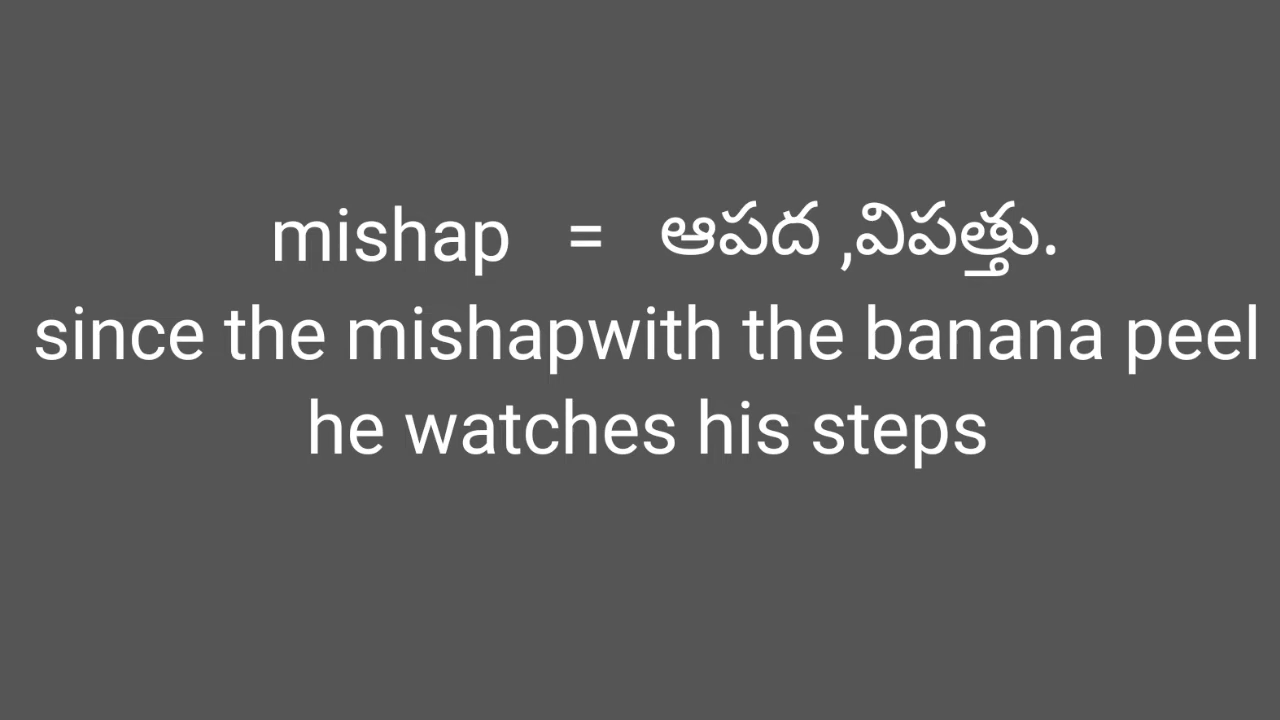 mishap = ఆపద ,విపత్తు.
since the mishapwith the banana peel
he watches his steps